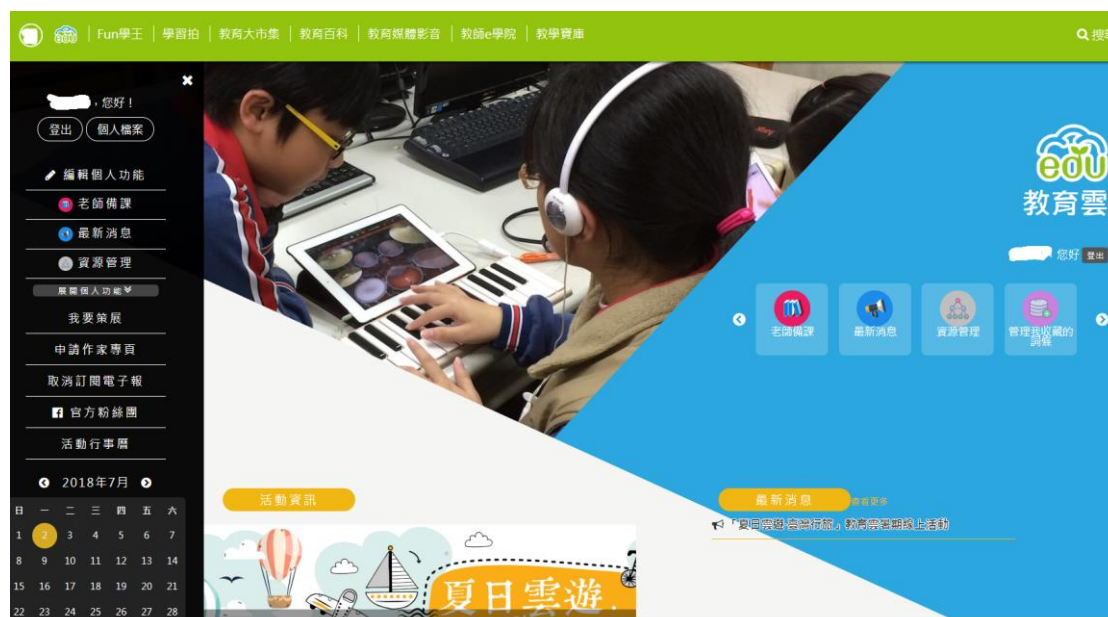 edu
Fun學王
學習拍
教育大市集
教育百科
教育媒體影音
教師e學院
教學寶庫
,您好!
登出
個人檔案
編輯個人功能
老師備課
最新消息
資源管理
展開個人功能
我要策展
申請作家專頁
取消訂閱電子報
官方粉絲團
活動行事曆
2018年7月
日 一 二 三 四 五 六
1 2 3 4 5 6 7
8 9 10 11 12 13 14
15 16 17 18 19 20 21
22 23 24 25 26 27 28
edu
教育雲
您好 登出
老師備課
最新消息
資源管理
管理我收藏的
詞條
活動資訊
夏日雲遊
最新消息
查看更多
「夏日雲遊‧臺灣行旅」教育雲暑期線上活動